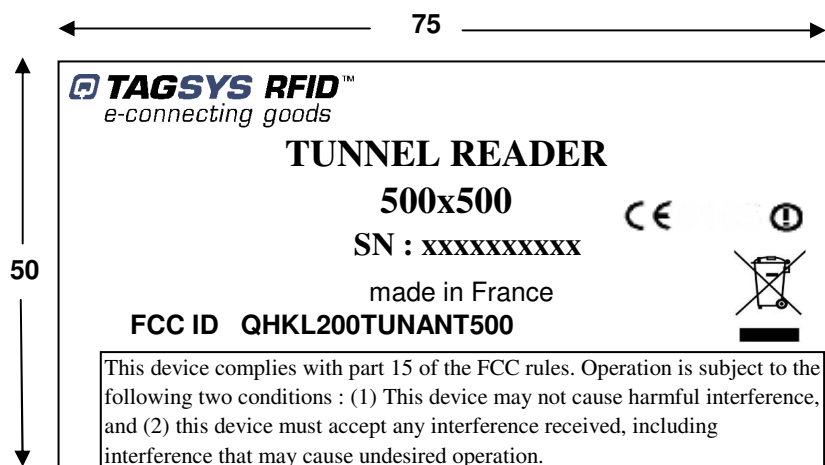 75
TAGSYS RFID™
e-connecting goods
TUNNEL READER
500x500
CE
SN : xxxxxxxxxx
50
made in France
FCC ID QHKL200TUNANT500
This device complies with part 15 of the FCC rules. Operation is subject to the
following two conditions : (1) This device may not cause harmful interference,
and (2) this device must accept any interference received, including
interference that may cause undesired operation.